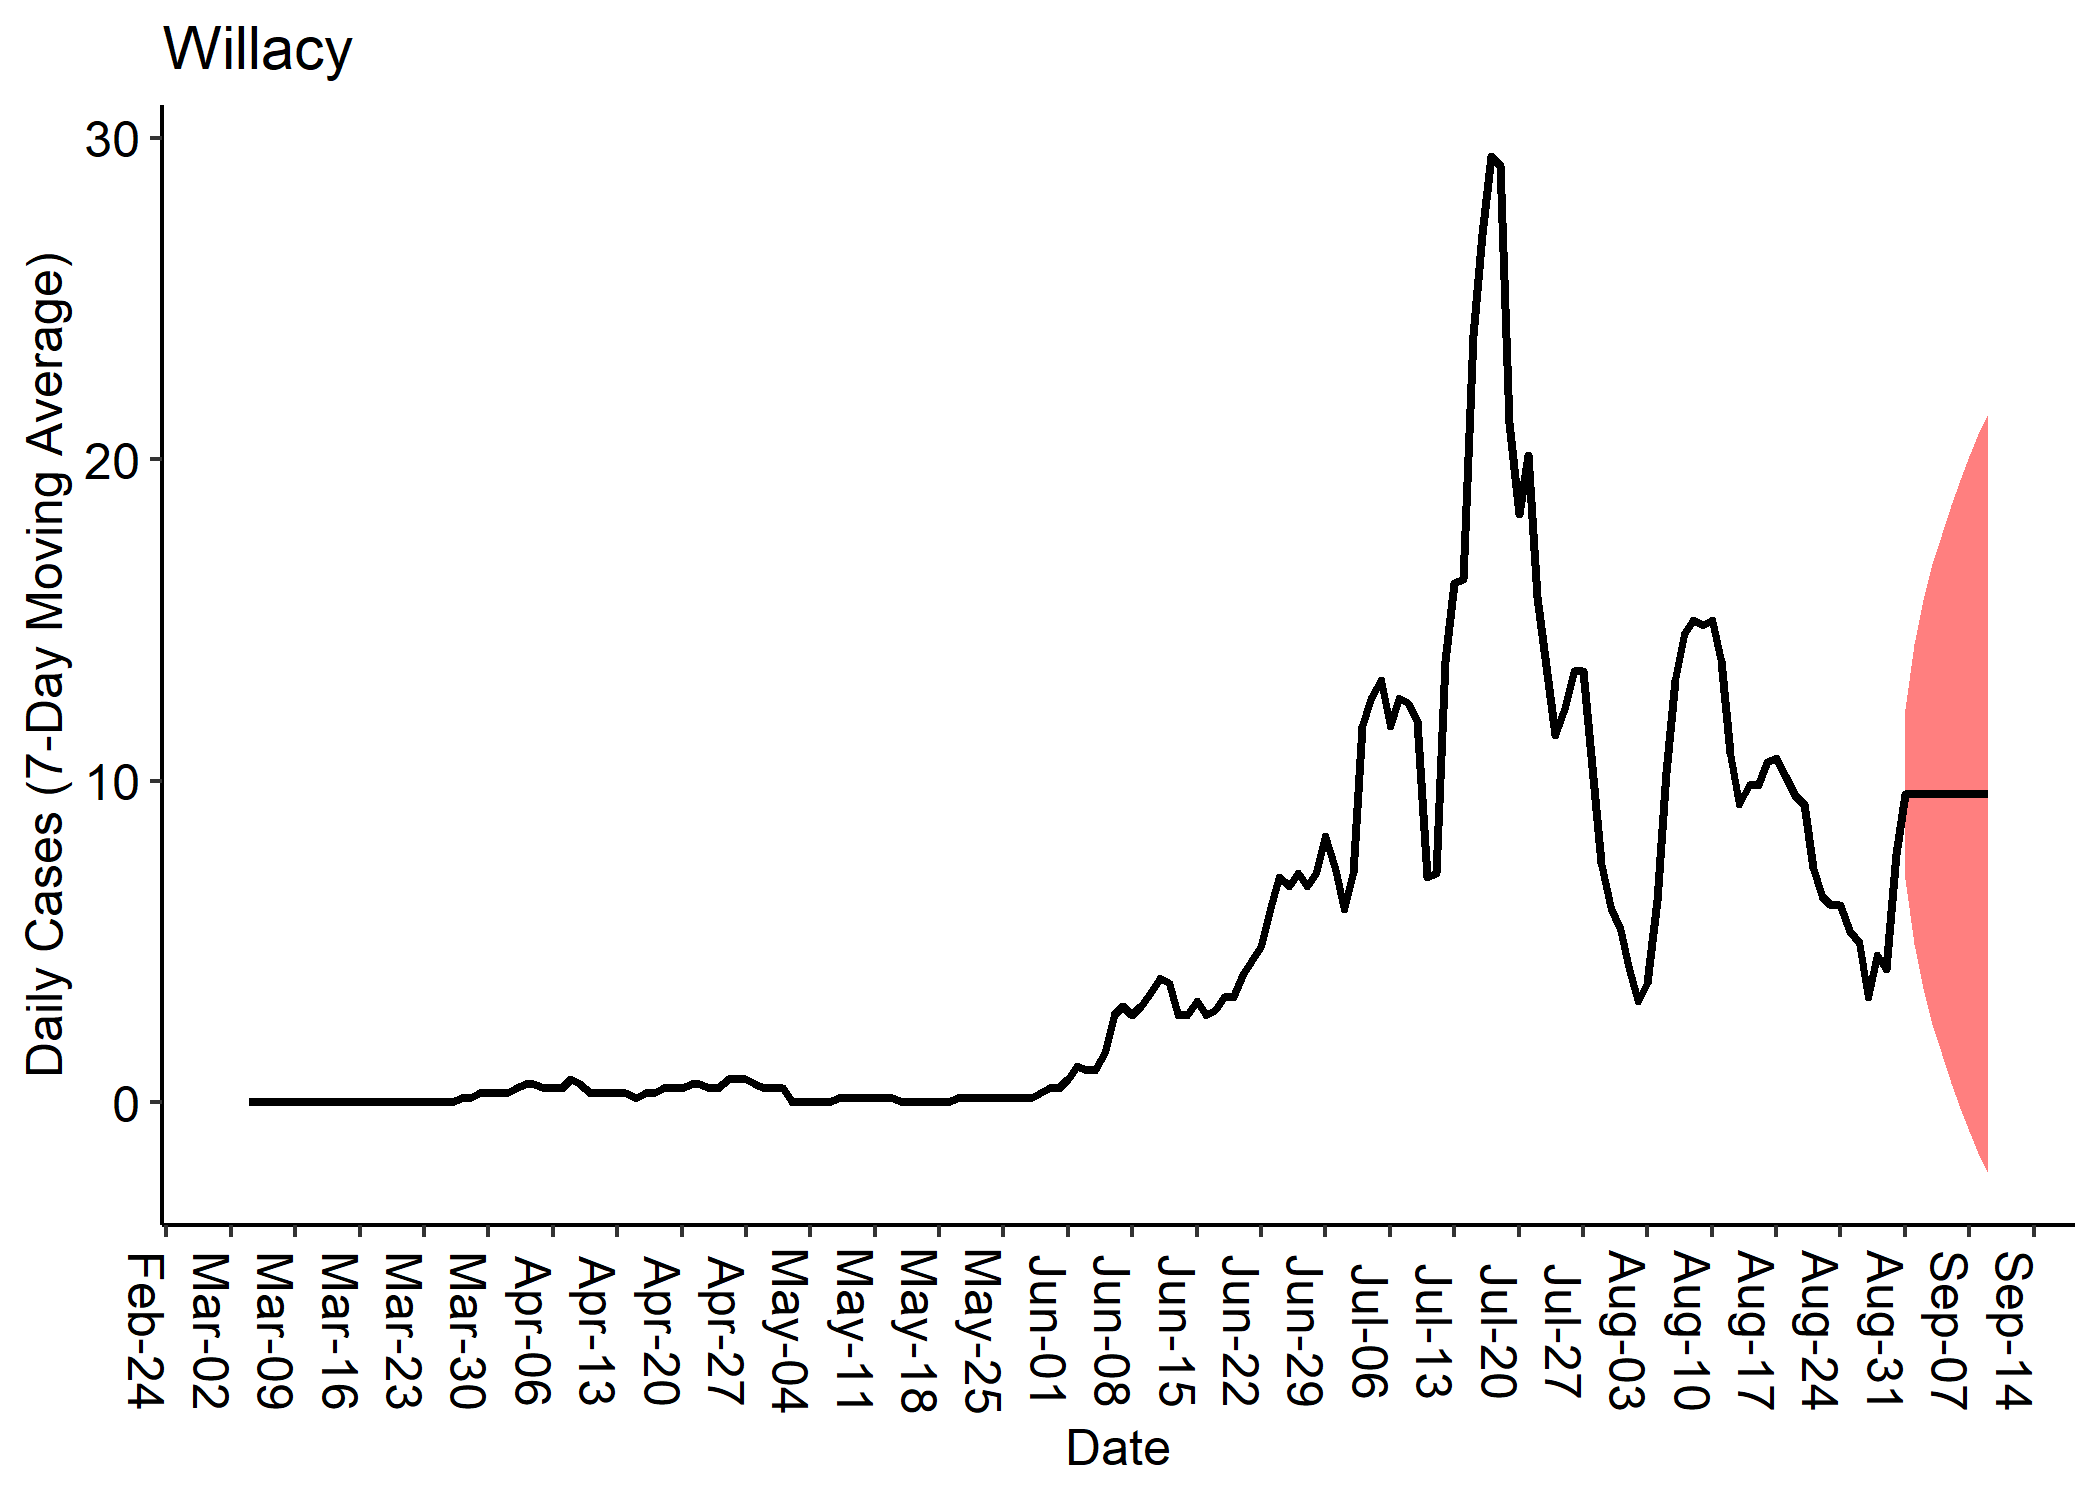 Willacy
Daily Cases (7-Day Moving Average)
30
20
10
0
Feb-24
Mar-02
Mar-09
Mar-16
Mar-23
Mar-30
Apr-06
Apr-13
Apr-20
Apr-27
May-04
May-11
May-18
May-25
Jun-01
Jun-08
Jun-15
Jun-22
Jun-29
Jul-06
Jul-13
Jul-20
Jul-27
Aug-03
Aug-10
Aug-17
Aug-24
Aug-31
Sep-07
Sep-14
Date